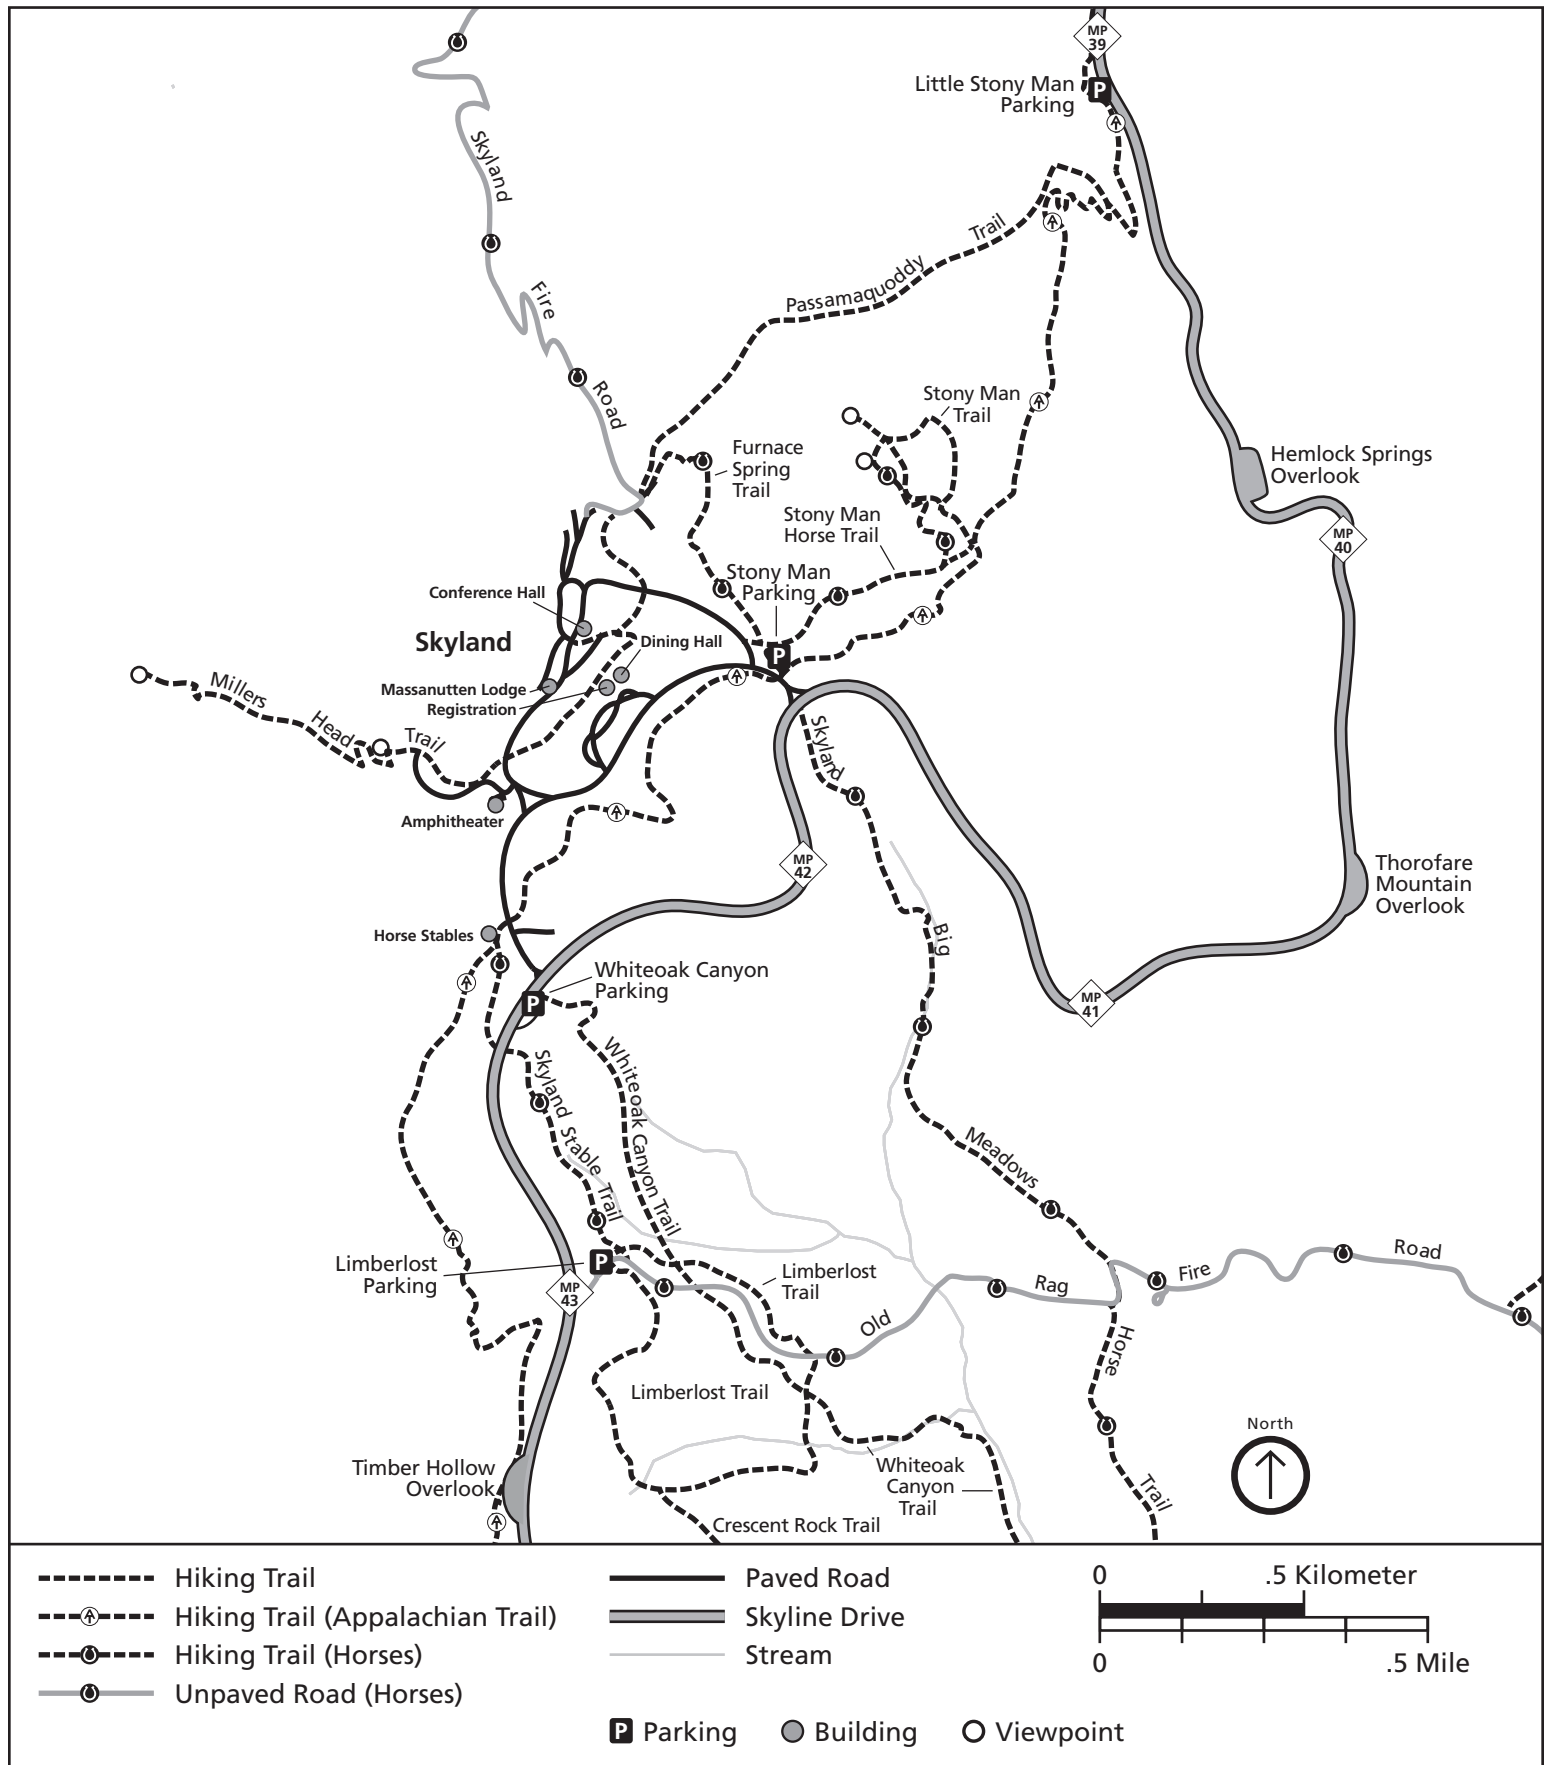 MP
39
Little Stony Man
Parking
P
Skyland
Fire
Road
Passamaquoddy
Trail
Stony Man
Trail
Furnace
Spring
Trail
Hemlock Springs
Overlook
Stony Man
Horse Trail
MP
40
Stony Man
Parking
P
Conference Hall
Skyland
Dining Hall
Massanutten Lodge
Registration
Millers
Head
Trail
Amphitheater
Skyland
Big
Meadows
Horse
Trail
MP
42
Thorofare
Mountain
Overlook
Horse Stables
Whiteoak Canyon
Parking
P
MP
41
Skyland Stable Trail
Whiteoak Canyon Trail
Limberlost
Parking
P
MP
43
Limberlost
Trail
Old
Rag
Fire
Road
Limberlost Trail
North
Timber Hollow
Overlook
Whiteoak
Canyon
Trail
Crescent Rock Trail
Hiking Trail
Hiking Trail (Appalachian Trail)
Hiking Trail (Horses)
Unpaved Road (Horses)
Paved Road
Skyline Drive
Stream
P Parking
Building
Viewpoint
0 .5 Kilometer
0 .5 Mile